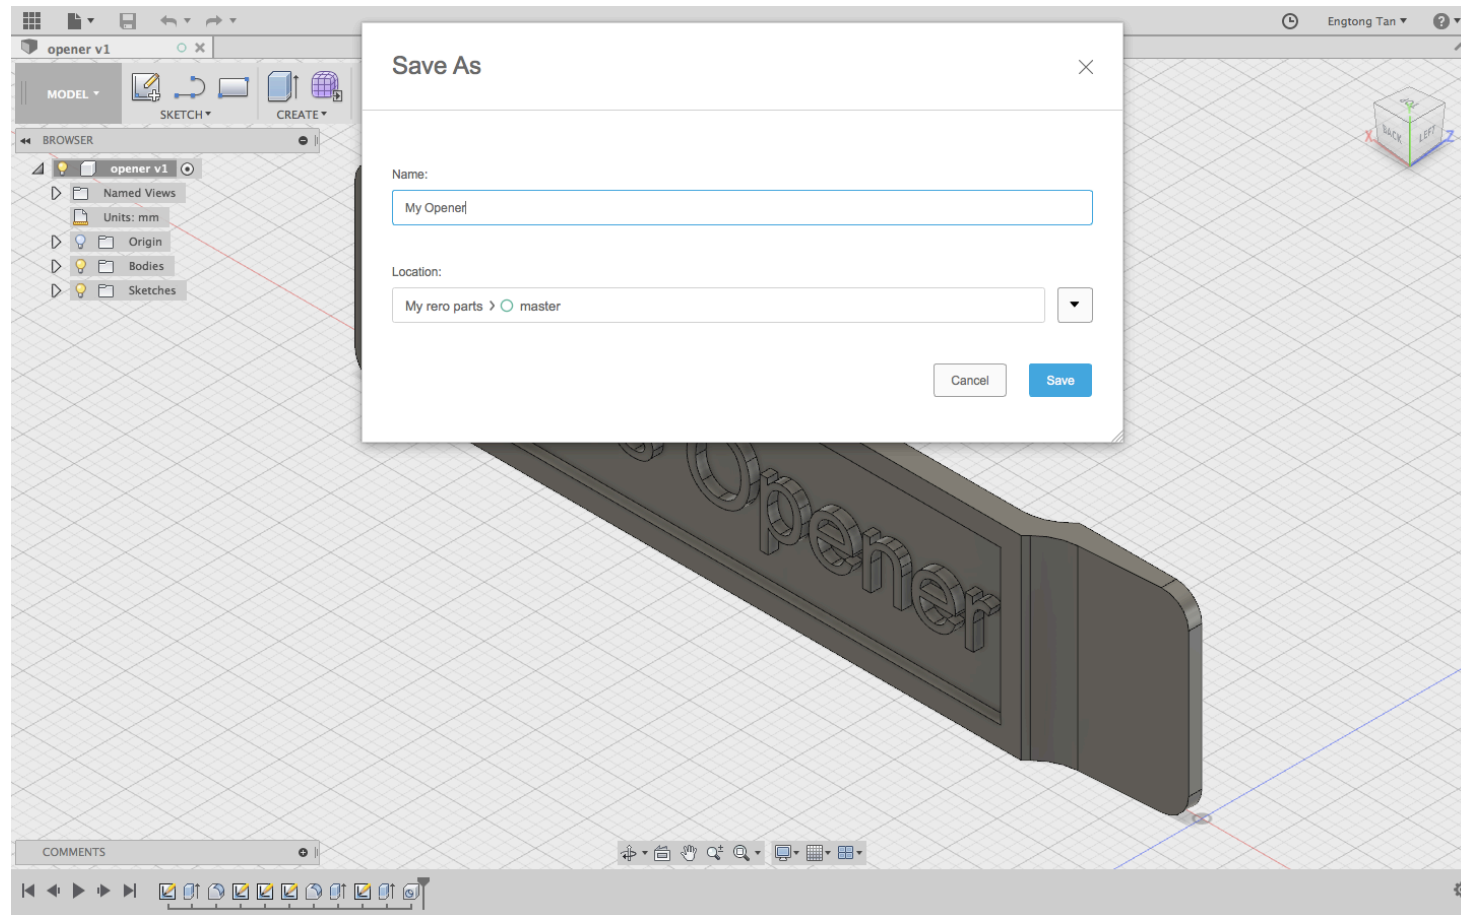 Engtong Tan
?
opener v1
Save As
MODEL
SKETCH
CREATE
TOP
BACK
LEFT
X
Z
BROWSER
opener v1
Named Views
Units: mm
Origin
Bodies
Sketches
Name:
My Opener
Location:
My rero parts > master
Cancel
Save
Opener
COMMENTS